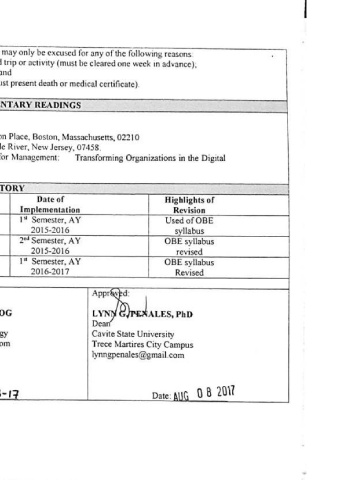 may only be excused for any of the following reasons:
trip or activity (must be cleared one week in advance),
and
ust present death or medical certificate)
NTARY READINGS
on Place, Boston, Massachusetts, 02210
le River, New Jersey, 07458.
for Management: Transforming Organizations in the Digital
TORY
Date of Implementation Highlights of Revision
1st Semester, AY 2015-2016 Used of OBE syllabus
2nd Semester, AY 2015-2016 OBE syllabus revised
1st Semester, AY 2016-2017 OBE syllabus Revised
Approved:
OG LYNN G. PENALES, PhD
Dean
gy Cavite State University
om Trece Martires City Campus
lynngpenales@gmail.com
-17 Date: AUG 08 2017